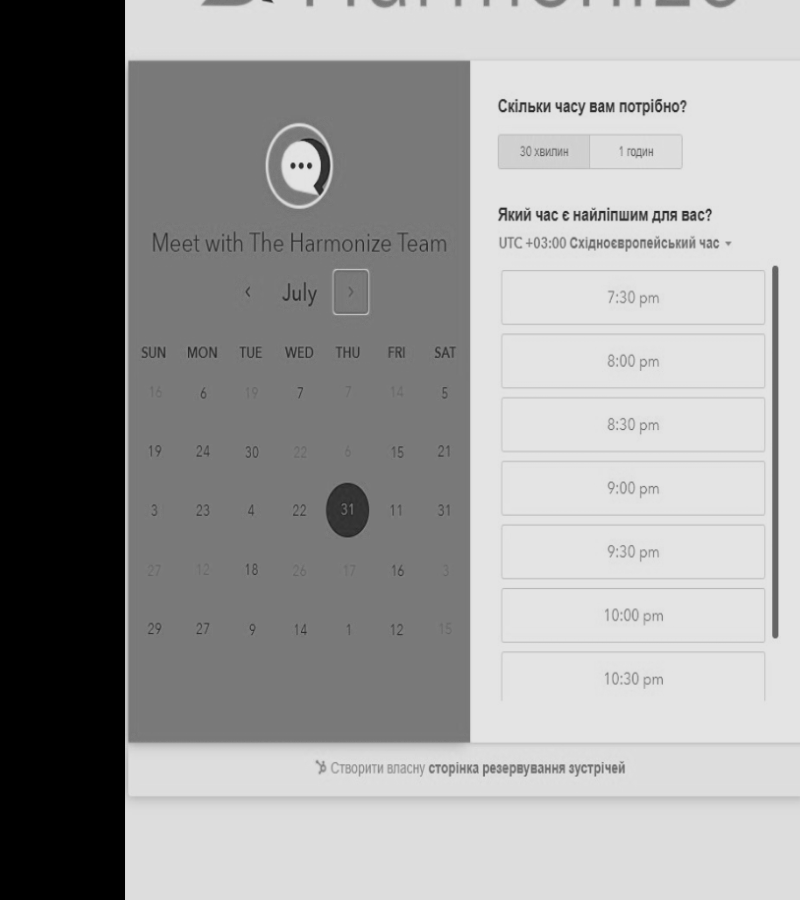 Harmonize
Meet with The Harmonize Team
‹ July ›
SUN MON TUE WED THU FRI SAT
16 6 19 7 7 14 5
19 24 30 22 6 15 21
3 23 4 22 31 11 31
27 12 18 26 17 16 3
29 27 9 14 1 12 15
Скільки часу вам потрібно?
30 хвилин 1 годин
Який час є найліпшим для вас?
UTC +03:00 Східноєвропейський час
7:30 pm
8:00 pm
8:30 pm
9:00 pm
9:30 pm
10:00 pm
10:30 pm
Створити власну сторінка резервування зустрічей